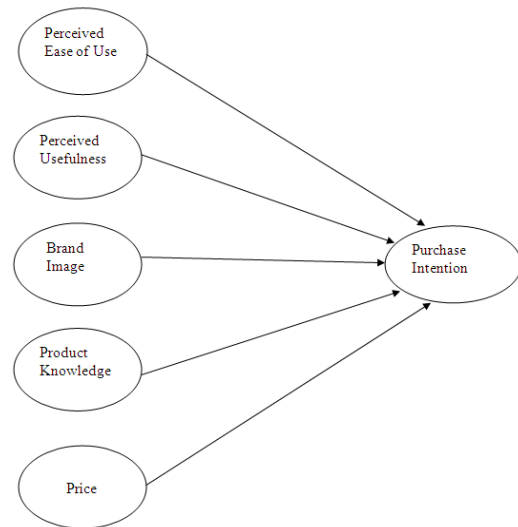 Perceived
Ease of Use
Perceived
Usefulness
Brand
Image
Purchase
Intention
Product
Knowledge
Price